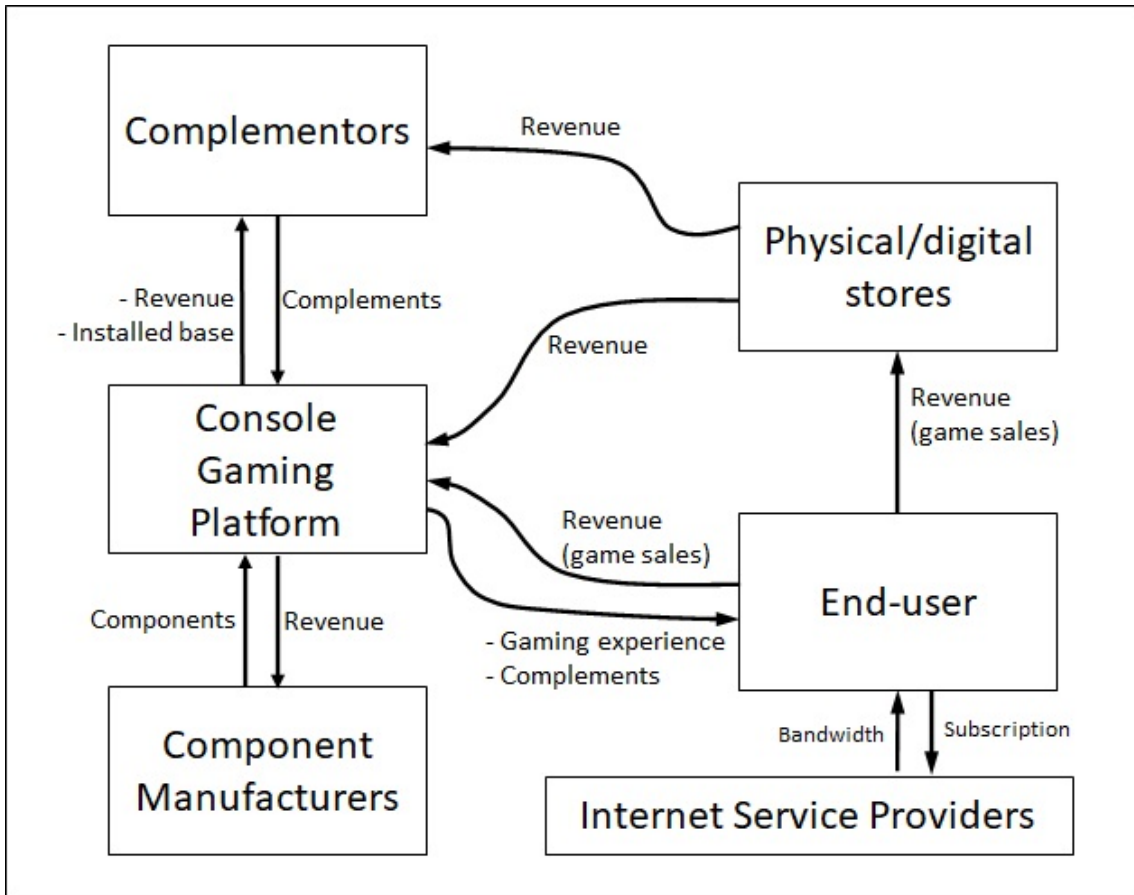 Complementors
Revenue
Physical/digital
stores
- Revenue
- Installed base
Complements
Revenue
Revenue
(game sales)
Console
Gaming
Platform
Revenue
(game sales)
End-user
Components
Revenue
- Gaming experience
- Complements
Component
Manufacturers
Bandwidth
Subscription
Internet Service Providers